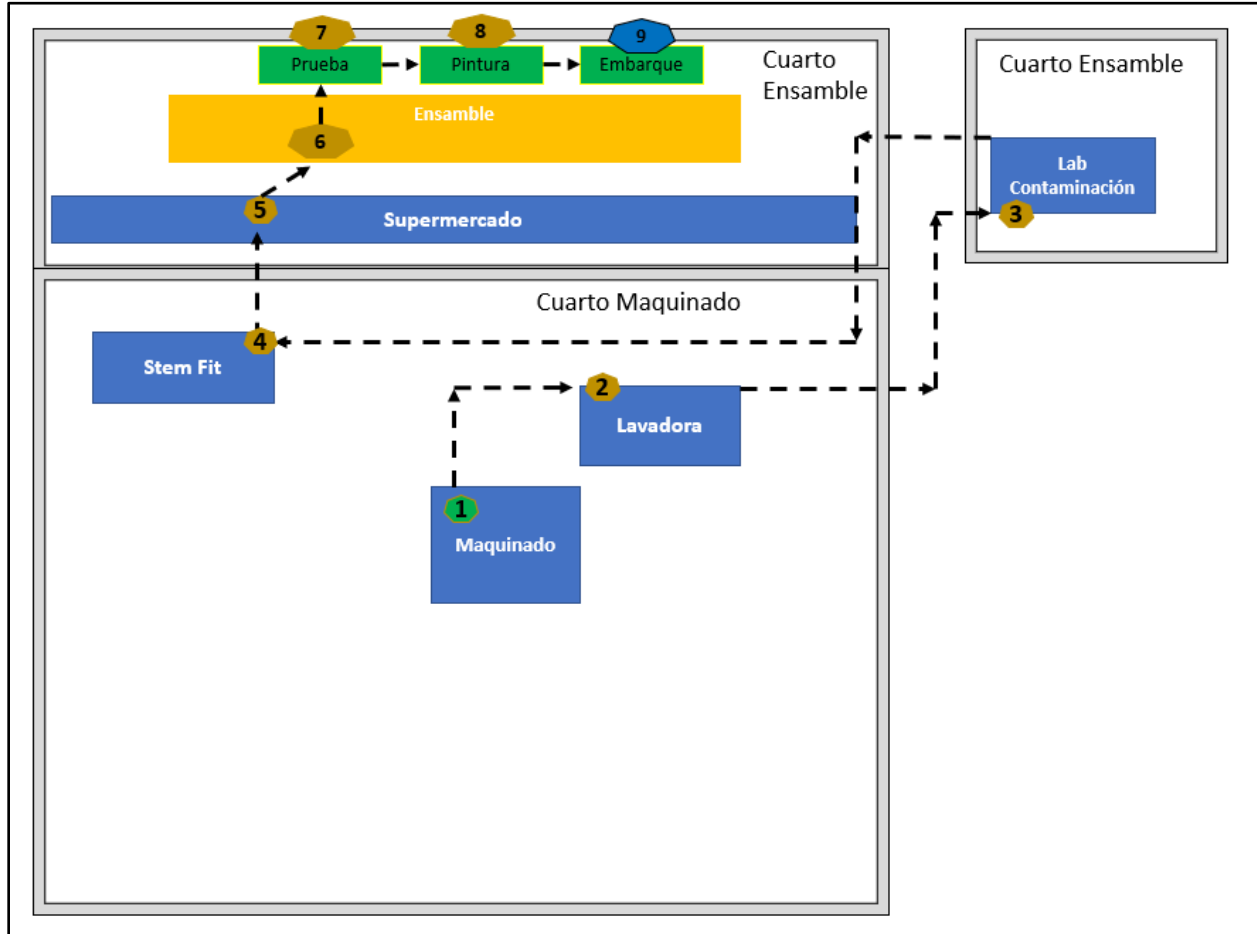 7
8
9
Prueba
Pintura
Embarque
Cuarto
Ensamble
Cuarto Ensamble
Ensamble
6
Lab
Contaminación
3
5
Supermercado
Cuarto Maquinado
4
Stem Fit
2
Lavadora
1
Maquinado